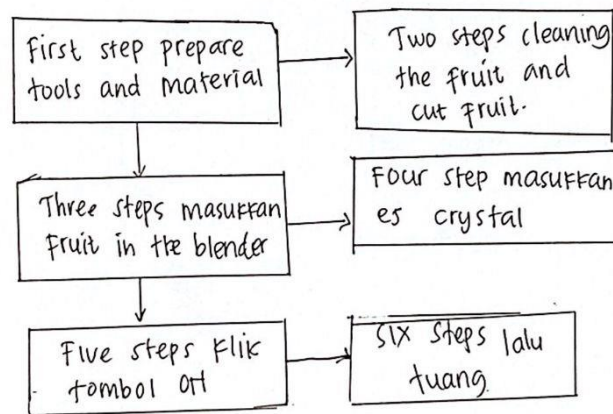 First step prepare
tools and material
Two steps cleaning
the fruit and
cut fruit.
Three steps masukkan
Fruit in the blender
Four step masukkan
es crystal
Five steps klik
tombol on
Six steps lalu
tuang